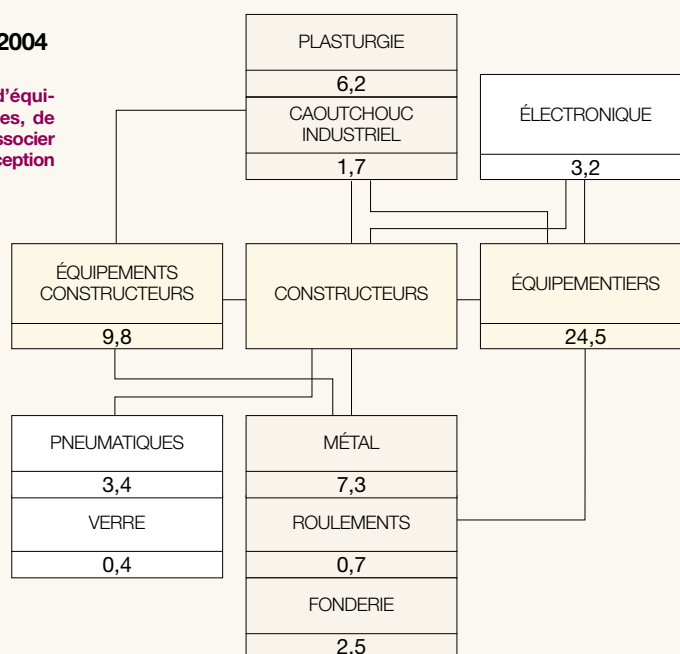 2004
d'équi-
es, de
ssocier
ception
PLASTURGIE
6,2
CAOUTCHOUC
INDUSTRIEL
1,7
ÉLECTRONIQUE
3,2
ÉQUIPEMENTS
CONSTRUCTEURS
9,8
CONSTRUCTEURS
ÉQUIPEMENTIERS
24,5
PNEUMATIQUES
3,4
VERRE
0,4
MÉTAL
7,3
ROULEMENTS
0,7
FONDERIE
2,5